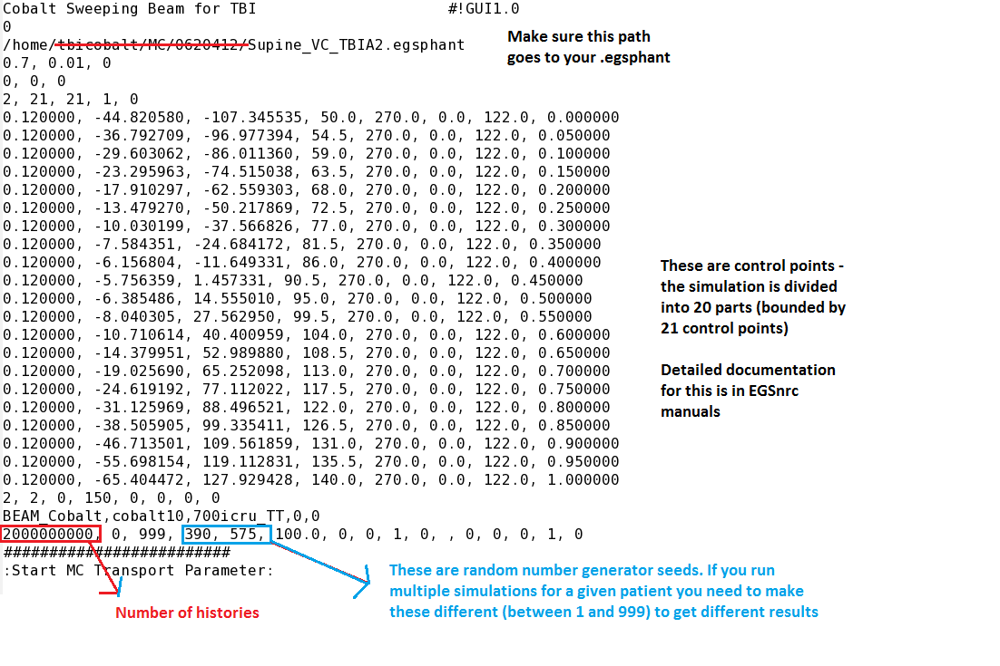 Cobalt Sweeping Beam for TBI #!GUI1.0
0
/home/tbicobalt/MC/0620412/Supine_VC_TBIA2.egsphant
Make sure this path
goes to your .egsphant
0.7, 0.01, 0
0, 0, 0
2, 21, 21, 1, 0
0.120000, -44.820580, -107.345535, 50.0, 270.0, 0.0, 122.0, 0.000000
0.120000, -36.792709, -96.977394, 54.5, 270.0, 0.0, 122.0, 0.050000
0.120000, -29.603062, -86.011360, 59.0, 270.0, 0.0, 122.0, 0.100000
0.120000, -23.295963, -74.515038, 63.5, 270.0, 0.0, 122.0, 0.150000
0.120000, -17.910297, -62.559303, 68.0, 270.0, 0.0, 122.0, 0.200000
0.120000, -13.479270, -50.217869, 72.5, 270.0, 0.0, 122.0, 0.250000
0.120000, -10.030199, -37.566826, 77.0, 270.0, 0.0, 122.0, 0.300000
0.120000, -7.584351, -24.684172, 81.5, 270.0, 0.0, 122.0, 0.350000
0.120000, -6.156804, -11.649331, 86.0, 270.0, 0.0, 122.0, 0.400000
0.120000, -5.756359, 1.457331, 90.5, 270.0, 0.0, 122.0, 0.450000
0.120000, -6.385486, 14.555010, 95.0, 270.0, 0.0, 122.0, 0.500000
0.120000, -8.040305, 27.562950, 99.5, 270.0, 0.0, 122.0, 0.550000
0.120000, -10.710614, 40.400959, 104.0, 270.0, 0.0, 122.0, 0.600000
0.120000, -14.379951, 52.989880, 108.5, 270.0, 0.0, 122.0, 0.650000
0.120000, -19.025690, 65.252098, 113.0, 270.0, 0.0, 122.0, 0.700000
0.120000, -24.619192, 77.112022, 117.5, 270.0, 0.0, 122.0, 0.750000
0.120000, -31.125969, 88.496521, 122.0, 270.0, 0.0, 122.0, 0.800000
0.120000, -38.505905, 99.335411, 126.5, 270.0, 0.0, 122.0, 0.850000
0.120000, -46.713501, 109.561859, 131.0, 270.0, 0.0, 122.0, 0.900000
0.120000, -55.698154, 119.112831, 135.5, 270.0, 0.0, 122.0, 0.950000
0.120000, -65.404472, 127.929428, 140.0, 270.0, 0.0, 122.0, 1.000000
These are control points -
the simulation is divided
into 20 parts (bounded by
21 control points)
Detailed documentation
for this is in EGSnrc
manuals
2, 2, 0, 150, 0, 0, 0, 0
BEAM_Cobalt,cobalt10,700icru_TT,0,0
2000000000, 0, 999, 390, 575, 100.0, 0, 0, 1, 0, , 0, 0, 0, 1, 0
#########################
:Start MC Transport Parameter:
Number of histories
These are random number generator seeds. If you run
multiple simulations for a given patient you need to make
these different (between 1 and 999) to get different results